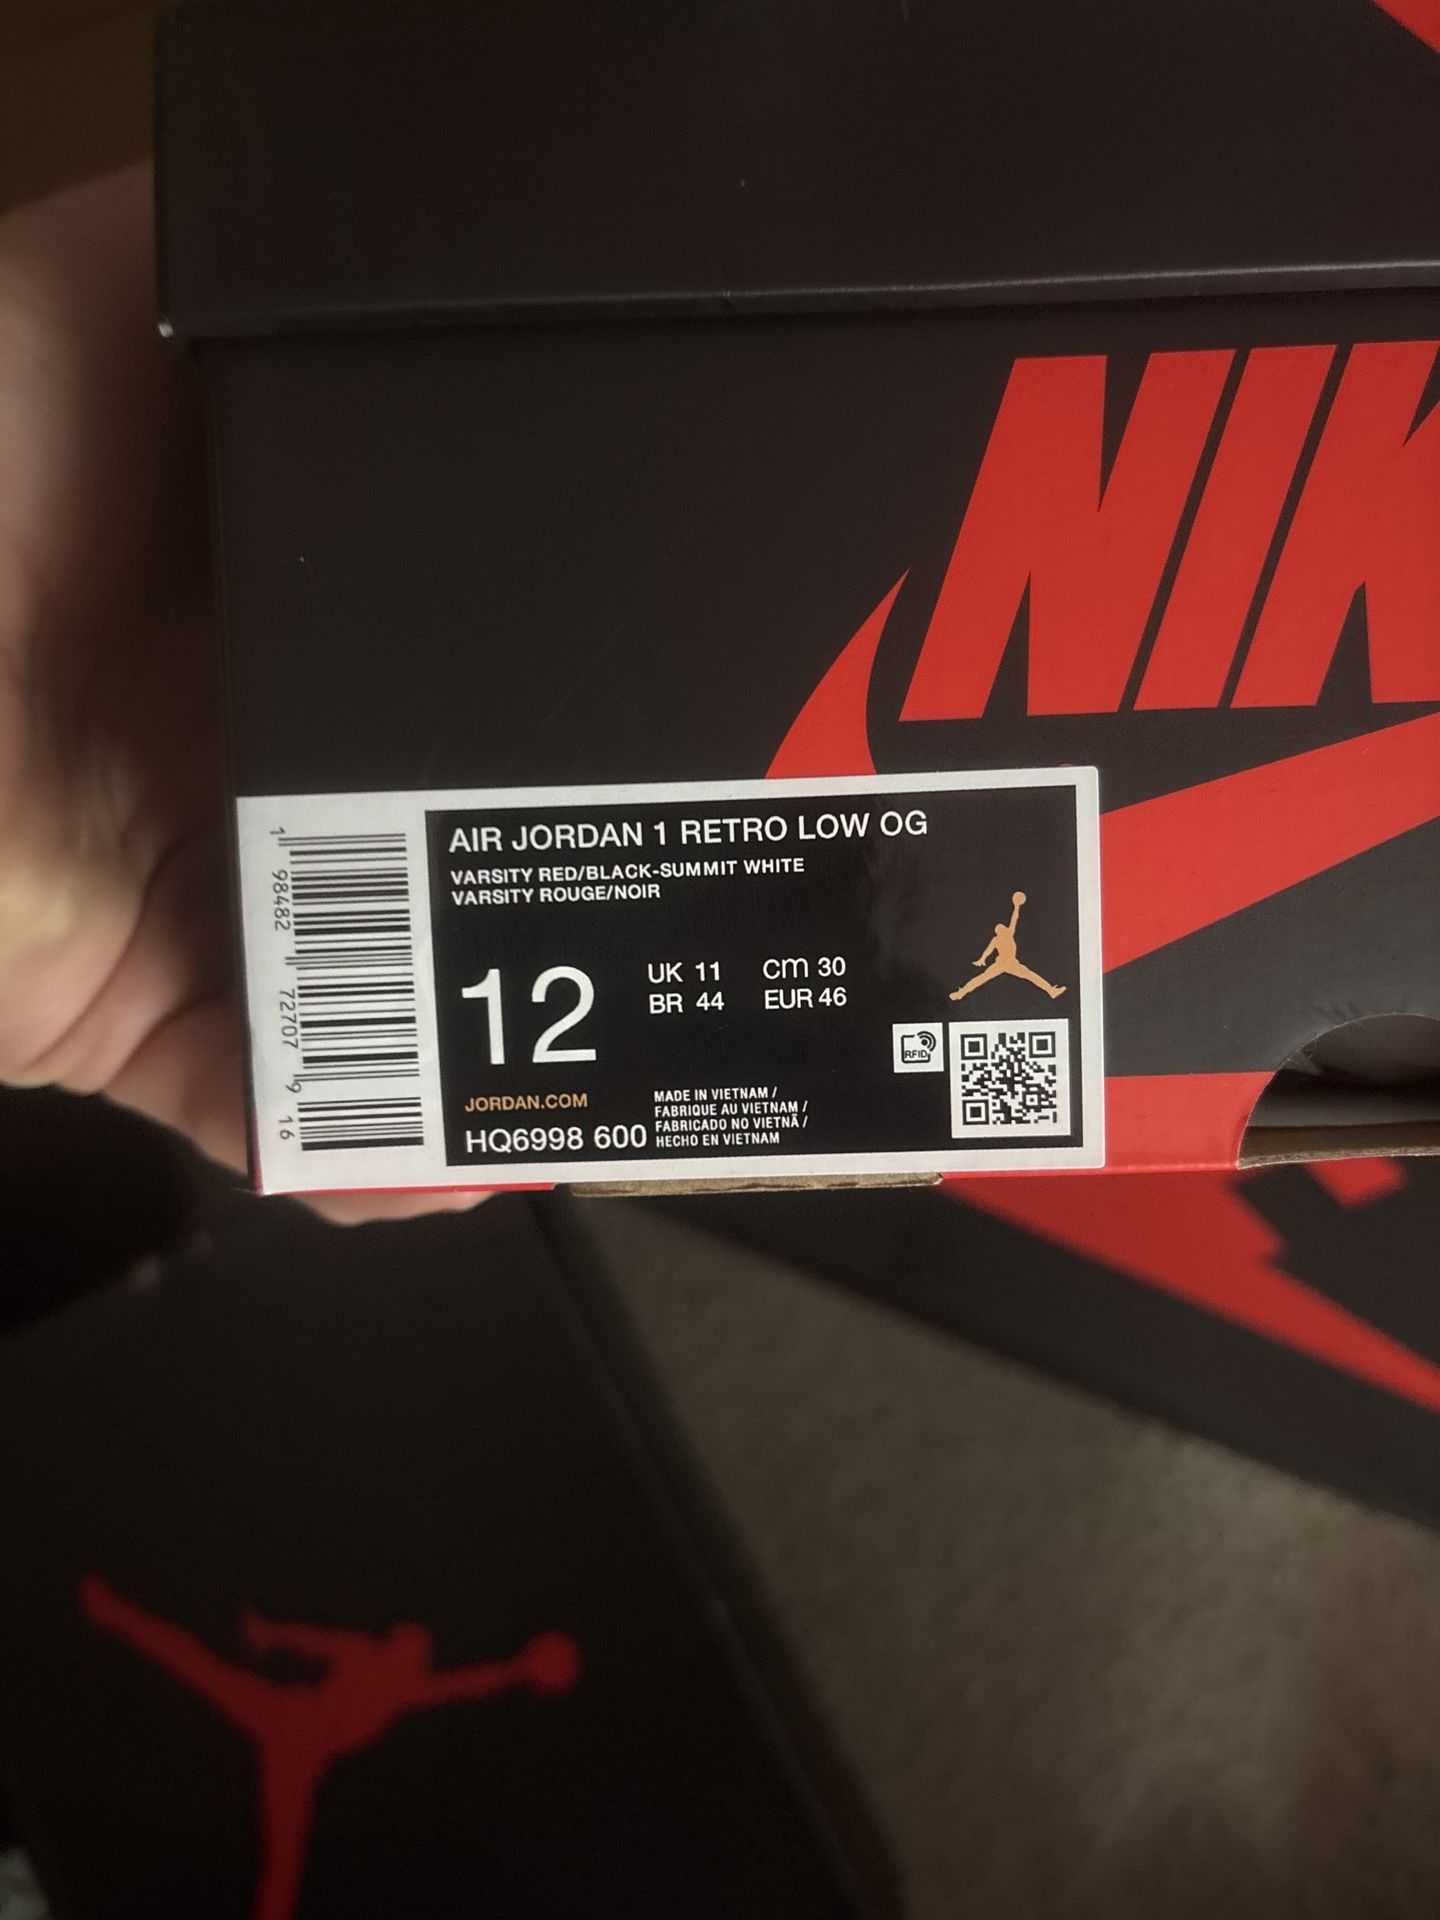 NIK
AIR JORDAN 1 RETRO LOW OG
VARSITY RED/BLACK-SUMMIT WHITE
VARSITY ROUGE/NOIR
12
UK 11 CM 30
BR 44 EUR 46
RFID
JORDAN.COM
HQ6998 600
MADE IN VIETNAM /
FABRIQUE AU VIETNAM /
FABRICADO NO VIETNÃ /
HECHO EN VIETNAM
1 98482 72707 9 16